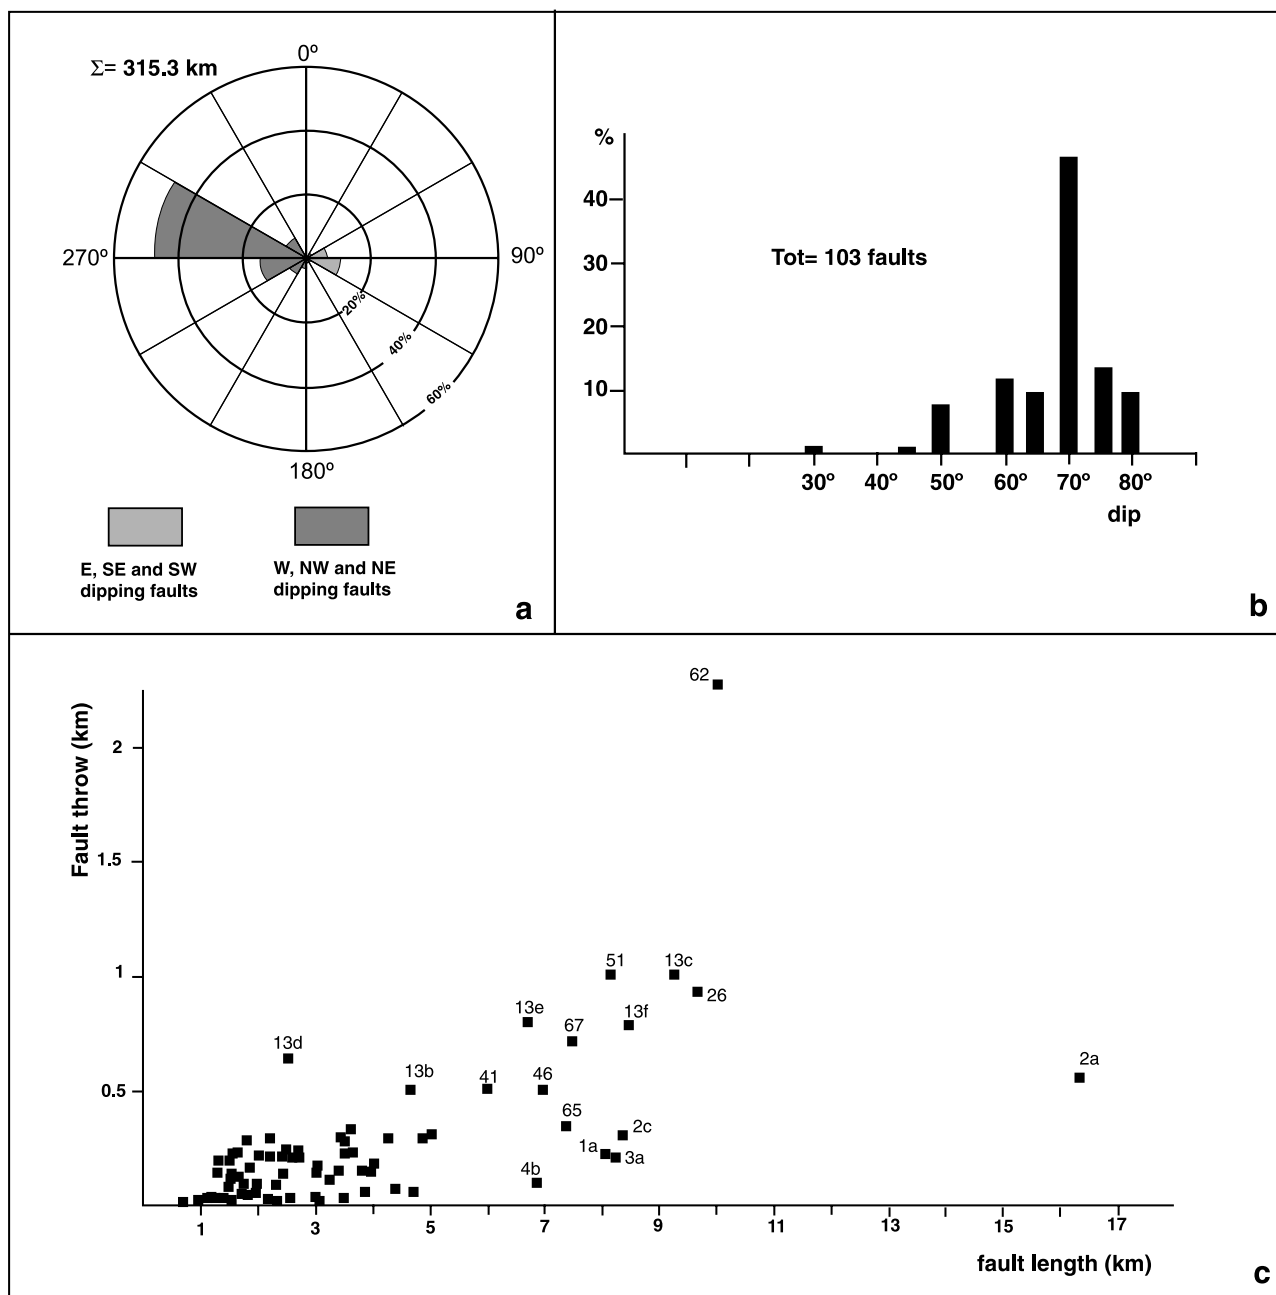 Σ= 315.3 km
0º
270º
90º
180º
20%
40%
60%
E, SE and SW
dipping faults
W, NW and NE
dipping faults
a
%
40
30
20
10
Tot= 103 faults
30º 40º 50º 60º 70º 80º
dip
b
Fault throw (km)
2
1.5
1
0.5
62
51
13c
26
13e
13f
67
13d
2a
13b
41
46
65
2c
1a
3a
4b
1 3 5 7 9 11 13 15 17
fault length (km)
c